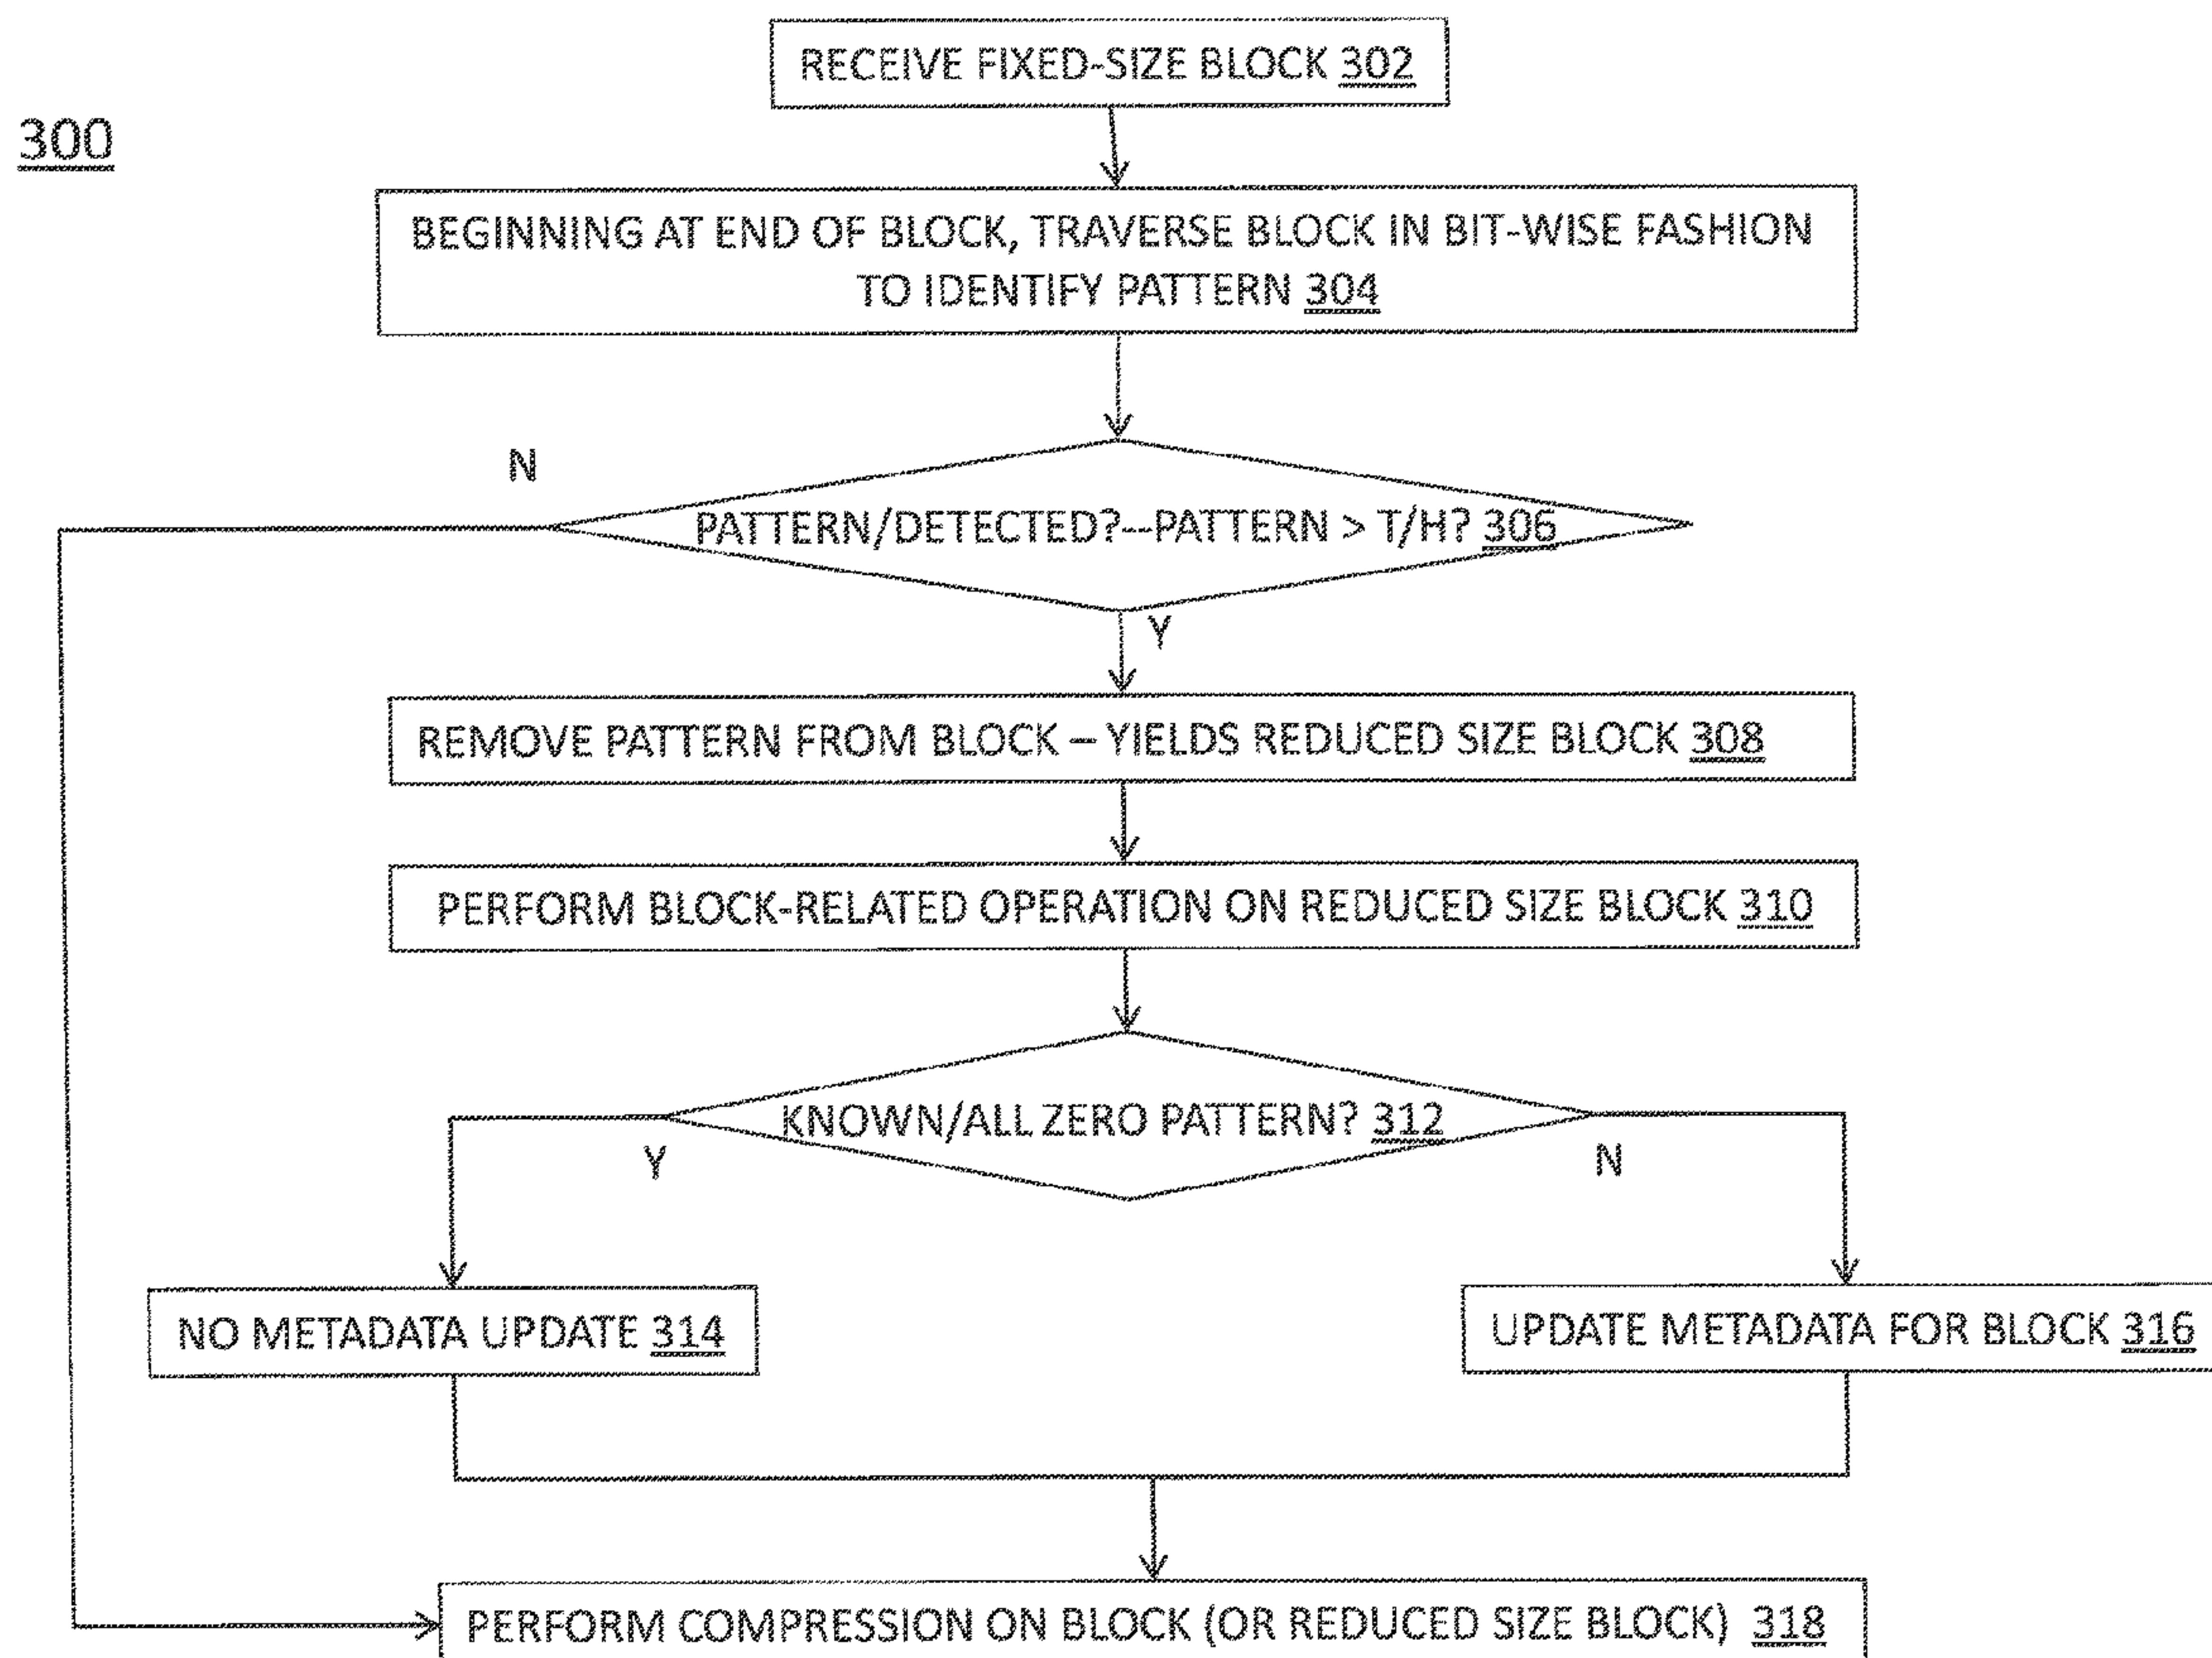 RECEIVE FIXED-SIZE BLOCK 302
300
BEGINNING AT END OF BLOCK, TRAVERSE BLOCK IN BIT-WISE FASHION
TO IDENTIFY PATTERN 304
N
PATTERN/DETECTED?--PATTERN > T/H? 306
Y
REMOVE PATTERN FROM BLOCK – YIELDS REDUCED SIZE BLOCK 308
PERFORM BLOCK-RELATED OPERATION ON REDUCED SIZE BLOCK 310
KNOWN/ALL ZERO PATTERN? 312
Y
N
NO METADATA UPDATE 314
UPDATE METADATA FOR BLOCK 316
PERFORM COMPRESSION ON BLOCK (OR REDUCED SIZE BLOCK) 318